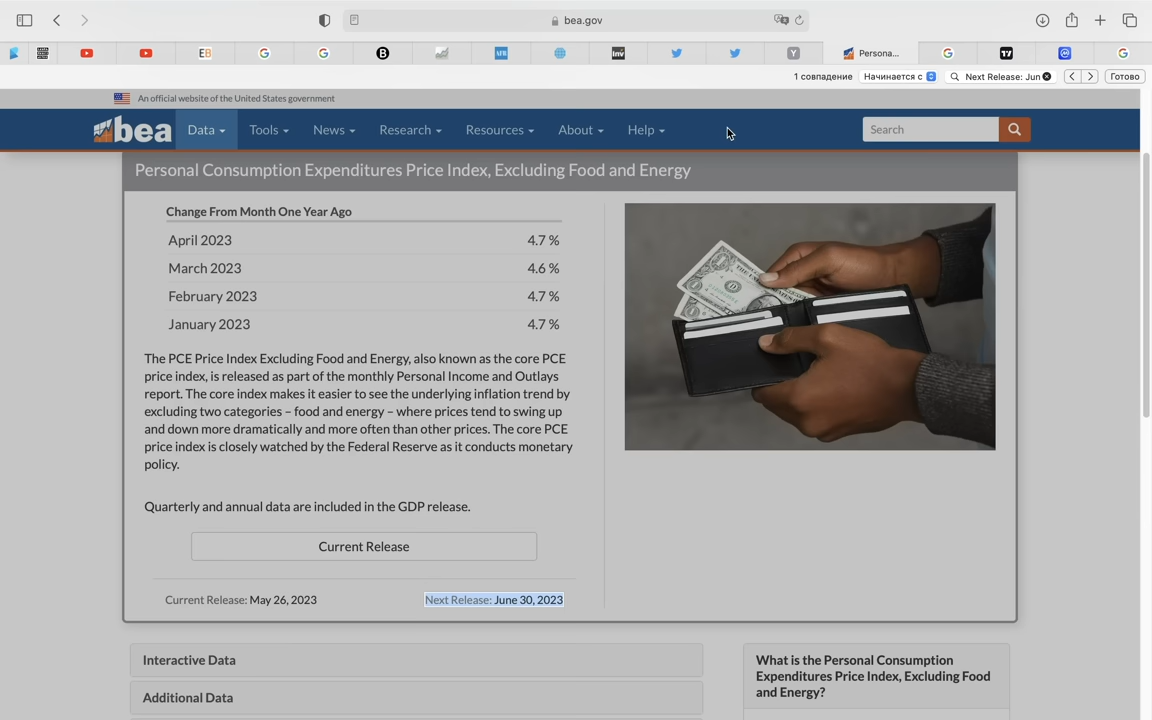 bea.gov
Persona...
1 совпадение
Начинается с
Next Release: Jun
Готово
An official website of the United States government
bea
Data
Tools
News
Research
Resources
About
Help
Search
Personal Consumption Expenditures Price Index, Excluding Food and Energy
Change From Month One Year Ago
April 2023 4.7 %
March 2023 4.6 %
February 2023 4.7 %
January 2023 4.7 %
The PCE Price Index Excluding Food and Energy, also known as the core PCE
price index, is released as part of the monthly Personal Income and Outlays
report. The core index makes it easier to see the underlying inflation trend by
excluding two categories – food and energy – where prices tend to swing up
and down more dramatically and more often than other prices. The core PCE
price index is closely watched by the Federal Reserve as it conducts monetary
policy.
Quarterly and annual data are included in the GDP release.
Current Release
Current Release: May 26, 2023
Next Release: June 30, 2023
Interactive Data
Additional Data
What is the Personal Consumption
Expenditures Price Index, Excluding Food
and Energy?